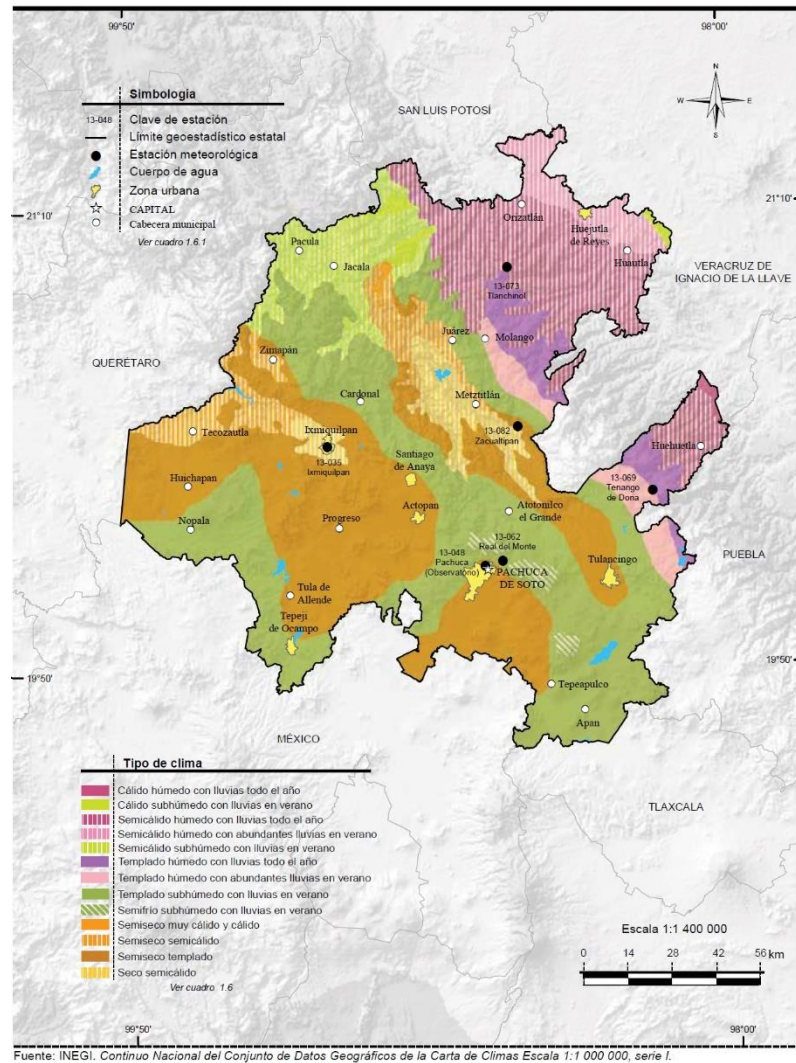 99°50'
98°00'
Simbología
13-048 Clave de estación
Límite geoestadístico estatal
Estación meteorológica
Cuerpo de agua
Zona urbana
CAPITAL
Cabecera municipal
Ver cuadro 1.6.1
N
W E
S
SAN LUIS POTOSÍ
21°10'
21°10'
Orizatlán
Huejutla
de Reyes
Huautla
Pacula
Jacala
13-073
Tlanchinol
VERACRUZ DE
IGNACIO DE LA LLAVE
QUERÉTARO
Juárez
Molango
Zimapán
Cardonal
Metztitlán
Tecozautla
Ixmiquilpan
13-036
Ixmiquilpan
13-082
Zacualtipan
Huehuetla
Santiago
de Anaya
13-069
Tenango
de Doria
Huichapan
Actopan
Atotonilco
el Grande
Nopala
Progreso
13-062
Real del Monte
13-048
Pachuca
(Observatório)
PACHUCA
DE SOTO
Tulancingo
PUEBLA
Tula de
Allende
Tepeji
de Ocampo
19°50'
19°50'
Tepeapulco
Apan
MÉXICO
TLAXCALA
Tipo de clima
Cálido húmedo con lluvias todo el año
Cálido subhúmedo con lluvias en verano
Semicálido húmedo con lluvias todo el año
Semicálido húmedo con abundantes lluvias en verano
Semicálido subhúmedo con lluvias en verano
Templado húmedo con lluvias todo el año
Templado húmedo con abundantes lluvias en verano
Templado subhúmedo con lluvias en verano
Semifrío subhúmedo con lluvias en verano
Semiseco muy cálido y cálido
Semiseco semicálido
Semiseco templado
Seco semicálido
Ver cuadro 1.6
Escala 1:1 400 000
0 14 28 42 56 km
99°50'
98°00'
Fuente: INEGI. Continuo Nacional del Conjunto de Datos Geográficos de la Carta de Climas Escala 1:1 000 000, serie I.